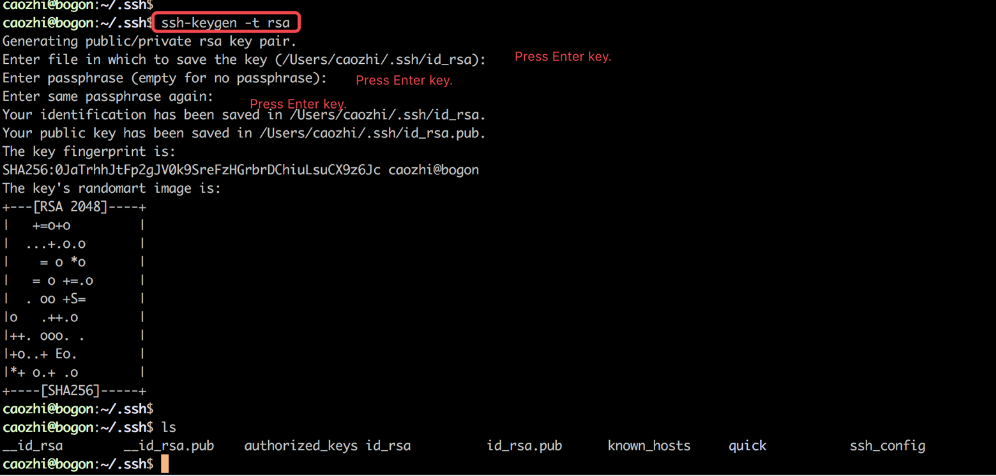 caozhi@bogon:~/.ssh$
caozhi@bogon:~/.ssh$ ssh-keygen -t rsa
Generating public/private rsa key pair.
Enter file in which to save the key (/Users/caozhi/.ssh/id_rsa): Press Enter key.
Enter passphrase (empty for no passphrase): Press Enter key.
Enter same passphrase again: Press Enter key.
Your identification has been saved in /Users/caozhi/.ssh/id_rsa.
Your public key has been saved in /Users/caozhi/.ssh/id_rsa.pub.
The key fingerprint is:
SHA256:0JaTrhhJtFp2gJV0k9SreFzHGrbrDChiuLsuCX9z6Jc caozhi@bogon
The key's randomart image is:
+---[RSA 2048]----+
|   +=o+o         |
|  ...+.o.o       |
|    = o *o       |
|   = o +=.o      |
|  . oo +S=       |
|o   .++.o        |
|++. ooo. .       |
|+o..+ Eo.        |
|*+ o.+ .o        |
+----[SHA256]-----+
caozhi@bogon:~/.ssh$
caozhi@bogon:~/.ssh$ ls
__id_rsa __id_rsa.pub authorized_keys id_rsa id_rsa.pub known_hosts quick ssh_config
caozhi@bogon:~/.ssh$